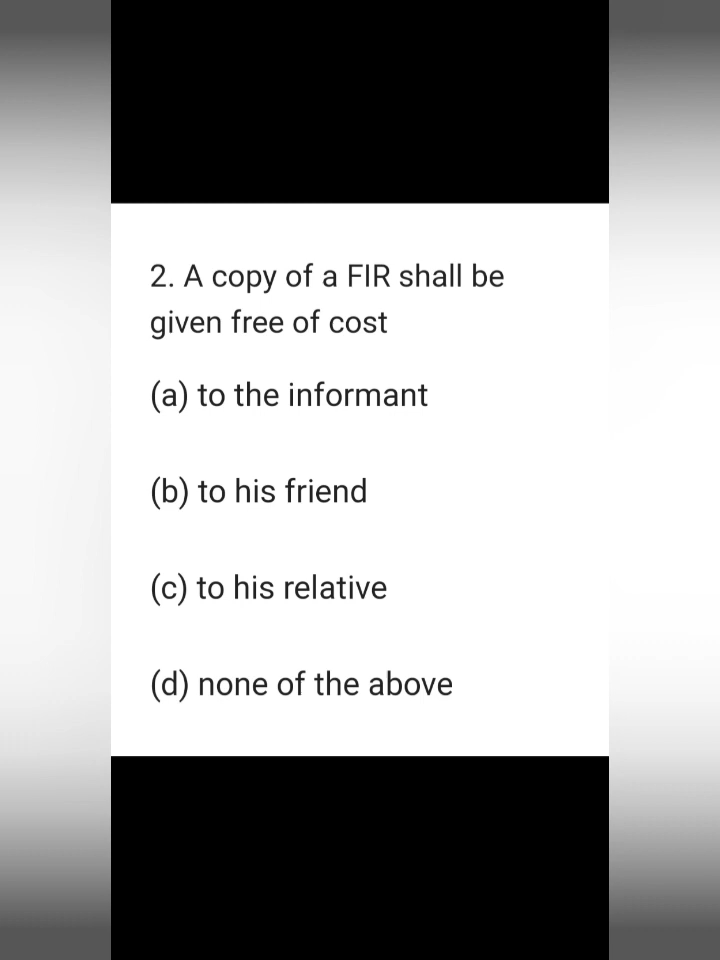 2. A copy of a FIR shall be
given free of cost
(a) to the informant
(b) to his friend
(c) to his relative
(d) none of the above